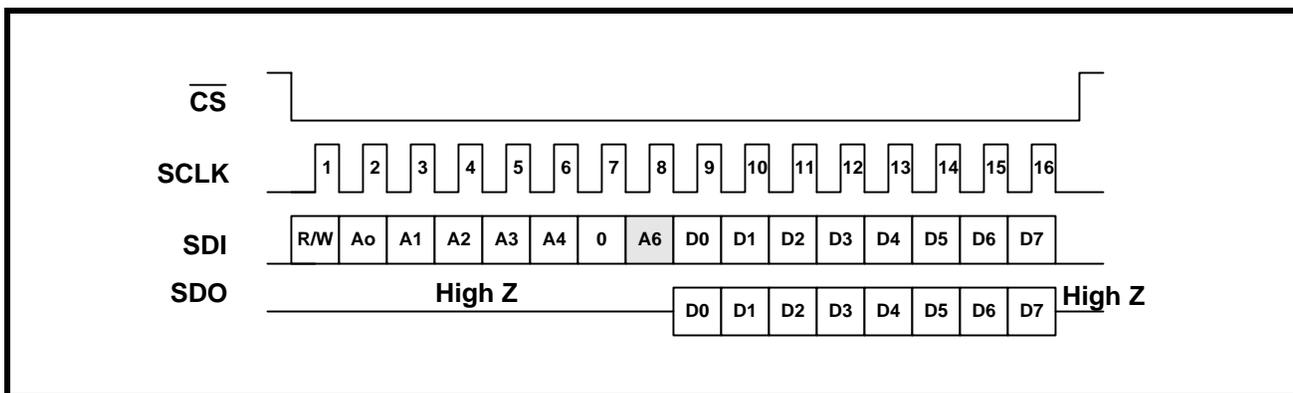 CS
SCLK
1 2 3 4 5 6 7 8 9 10 11 12 13 14 15 16
SDI
R/W Ao A1 A2 A3 A4 0 A6 D0 D1 D2 D3 D4 D5 D6 D7
SDO
High Z
D0 D1 D2 D3 D4 D5 D6 D7
High Z